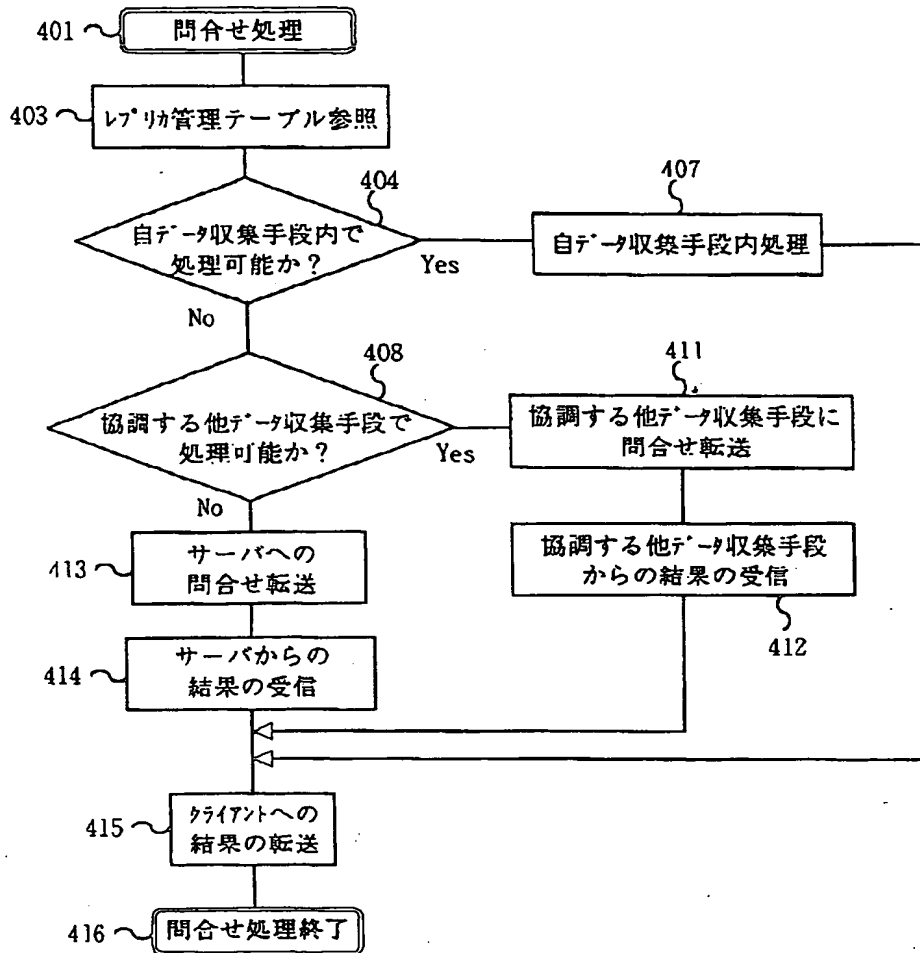 401
問合せ処理
403
ﾚﾌﾟﾘｶ管理テーブル参照
404
自ﾃﾞｰﾀ収集手段内で
処理可能か？
Yes
407
自ﾃﾞｰﾀ収集手段内処理
No
408
協調する他ﾃﾞｰﾀ収集手段で
処理可能か？
Yes
411
協調する他ﾃﾞｰﾀ収集手段に
問合せ転送
No
413
サーバへの
問合せ転送
協調する他ﾃﾞｰﾀ収集手段
からの結果の受信
412
414
サーバからの
結果の受信
415
ｸﾗｲｱﾝﾄへの
結果の転送
416
問合せ処理終了